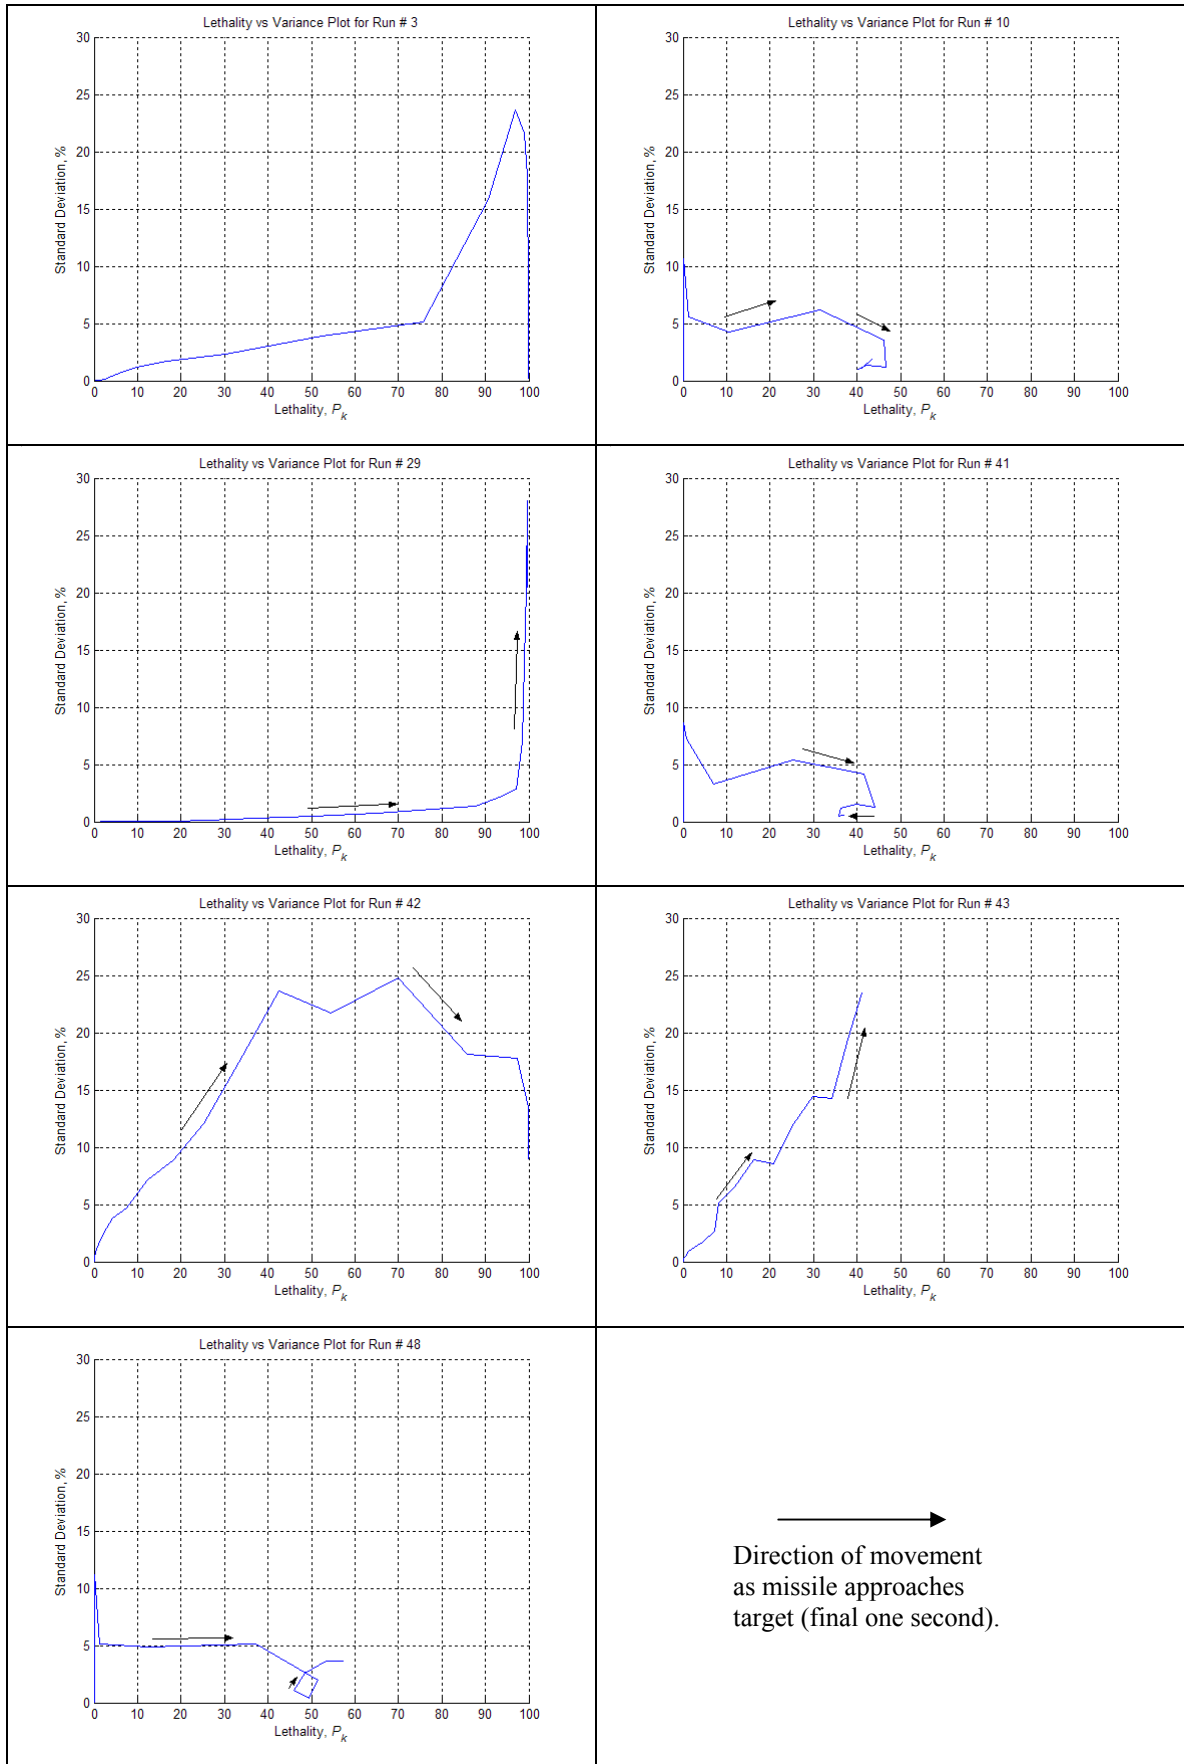 Lethality vs Variance Plot for Run # 3
30
25
20
15
10
5
0
Standard Deviation, %
0 10 20 30 40 50 60 70 80 90 100
Lethality, P_k
Lethality vs Variance Plot for Run # 10
30
25
20
15
10
5
0
Standard Deviation, %
0 10 20 30 40 50 60 70 80 90 100
Lethality, P_k
Lethality vs Variance Plot for Run # 29
30
25
20
15
10
5
0
Standard Deviation, %
0 10 20 30 40 50 60 70 80 90 100
Lethality, P_k
Lethality vs Variance Plot for Run # 41
30
25
20
15
10
5
0
Standard Deviation, %
0 10 20 30 40 50 60 70 80 90 100
Lethality, P_k
Lethality vs Variance Plot for Run # 42
30
25
20
15
10
5
0
Standard Deviation, %
0 10 20 30 40 50 60 70 80 90 100
Lethality, P_k
Lethality vs Variance Plot for Run # 43
30
25
20
15
10
5
0
Standard Deviation, %
0 10 20 30 40 50 60 70 80 90 100
Lethality, P_k
Lethality vs Variance Plot for Run # 48
30
25
20
15
10
5
0
Standard Deviation, %
0 10 20 30 40 50 60 70 80 90 100
Lethality, P_k
Direction of movement
as missile approaches
target (final one second).